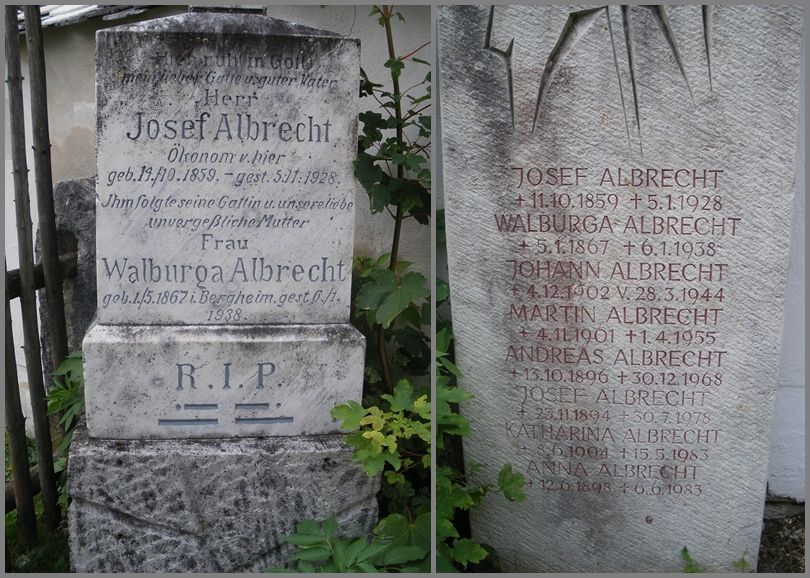 Hier ruht in Gott
mein lieber Gatte u. guter Vater
Herr
Josef Albrecht
Ökonom v. hier
geb. 14./10. 1859. – gest. 5.11. 1928.
Ihm folgte seine Gattin u. unsere liebe
unvergeßliche Mutter
Frau
Walburga Albrecht
geb. 1./5. 1867 i. Bergheim. gest. 6./1.
1938.
R. I. P.
JOSEF ALBRECHT
+ 11.10.1859 + 5.1.1928
WALBURGA ALBRECHT
+ 5.1.1867 + 6.1.1938
JOHANN ALBRECHT
+ 4.12.1902 V. 28.3.1944
MARTIN ALBRECHT
+ 4.11.1901 + 1.4.1955
ANDREAS ALBRECHT
+ 13.10.1896 + 30.12.1968
JOSEF ALBRECHT
+ 23.11.1894 + 30.7.1978
KATHARINA ALBRECHT
+ 8.6.1904 + 15.5.1983
ANNA ALBRECHT
+ 12.6.1898 + 6.6.1983